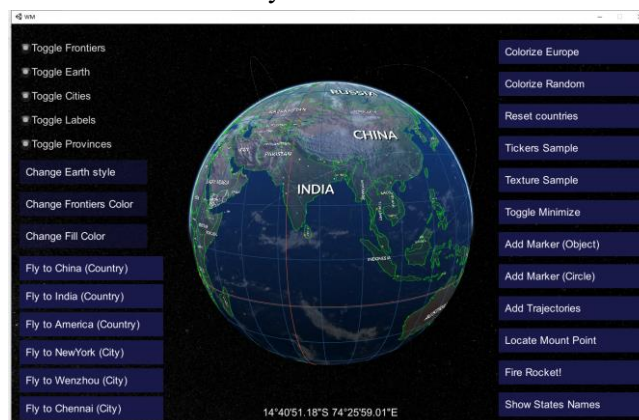 WM
Toggle Frontiers
Toggle Earth
Toggle Cities
Toggle Labels
Toggle Provinces
Change Earth style
Change Frontiers Color
Change Fill Color
Fly to China (Country)
Fly to India (Country)
Fly to America (Country)
Fly to NewYork (City)
Fly to Wenzhou (City)
Fly to Chennai (City)
RUSSIA
KAZAKHSTAN
CHINA
PAKISTAN
INDIA
INDONESIA
14°40'51.18"S 74°25'59.01"E
Colorize Europe
Colorize Random
Reset countries
Tickers Sample
Texture Sample
Toggle Minimize
Add Marker (Object)
Add Marker (Circle)
Add Trajectories
Locate Mount Point
Fire Rocket!
Show States Names